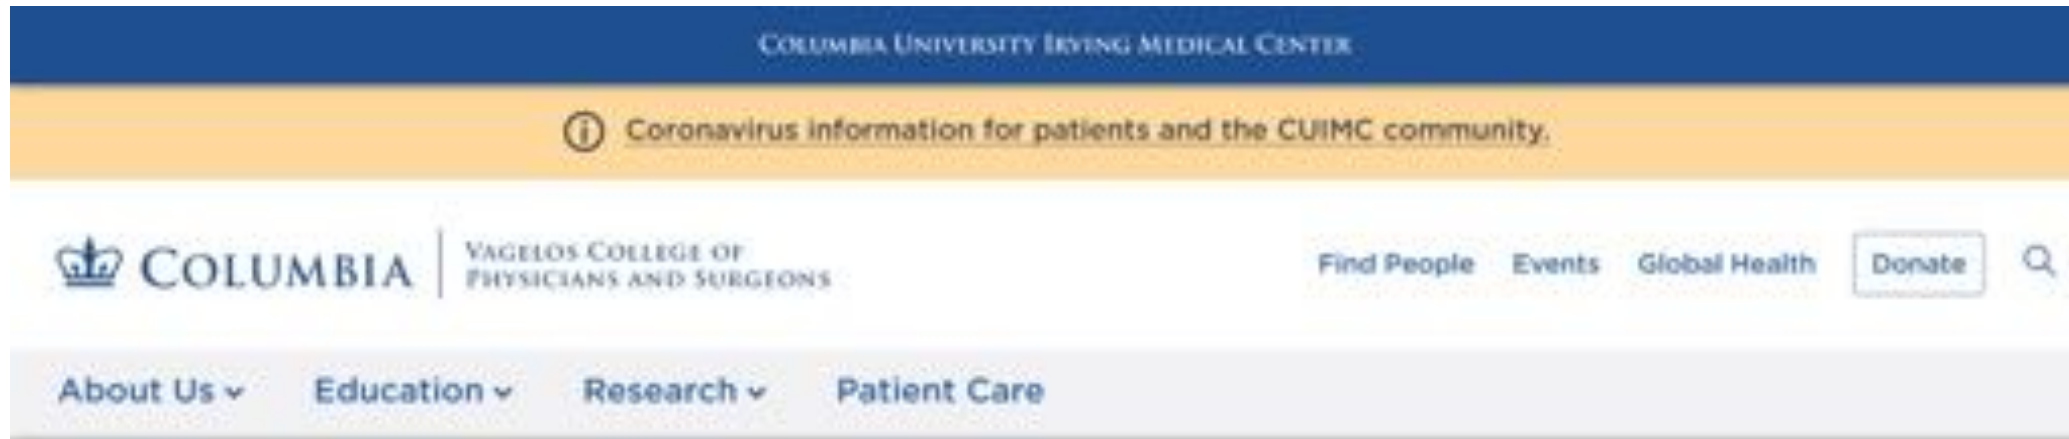 COLUMBIA UNIVERSITY IRVING MEDICAL CENTER
Coronavirus information for patients and the CUIMC community.
COLUMBIA
VAGELOS COLLEGE OF
PHYSICIANS AND SURGEONS
Find People Events Global Health Donate
About Us Education Research Patient Care